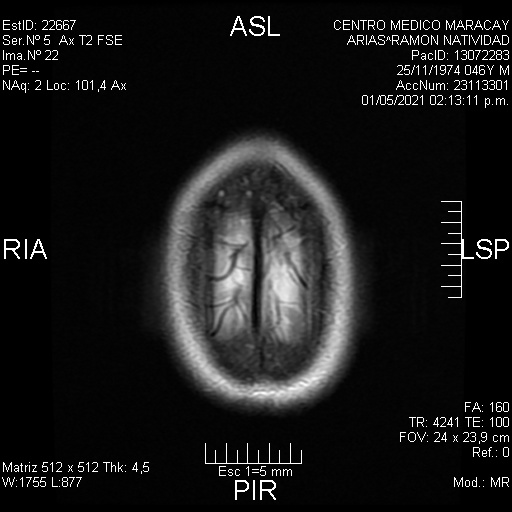 ASL
EstID: 22667
Ser.Nº 5 Ax T2 FSE
Ima.Nº 22
PE= --
NAq: 2 Loc: 101,4 Ax
CENTRO MEDICO MARACAY
ARIAS^RAMON NATIVIDAD
PacID: 13072283
25/11/1974 046Y M
AccNum: 23113301
01/05/2021 02:13:11 p.m.
RIA
LSP
FA: 160
TR: 4241 TE: 100
FOV: 24 x 23,9 cm
Ref.: 0
Mod.: MR
Matriz 512 x 512 Thk: 4,5
W:1755 L:877
Esc 1=5 mm
PIR